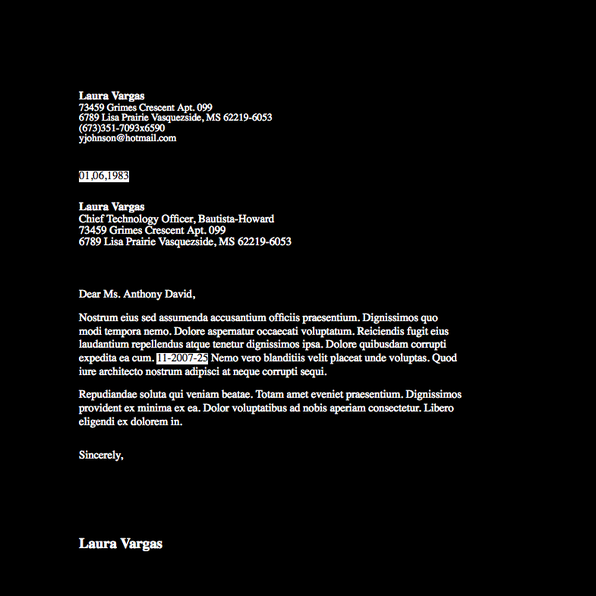 Laura Vargas
73459 Grimes Crescent Apt. 099
6789 Lisa Prairie Vasquezside, MS 62219-6053
(673)351-7093x6590
yjohnson@hotmail.com
01,06,1983
Laura Vargas
Chief Technology Officer, Bautista-Howard
73459 Grimes Crescent Apt. 099
6789 Lisa Prairie Vasquezside, MS 62219-6053
Dear Ms. Anthony David,
Nostrum eius sed assumenda accusantium officiis praesentium. Dignissimos quo
modi tempora nemo. Dolore aspernatur occaecati voluptatum. Reiciendis fugit eius
laudantium repellendus atque tenetur dignissimos ipsa. Dolore quibusdam corrupti
expedita ea cum. 11-2007-25 Nemo vero blanditiis velit placeat unde voluptas. Quod
iure architecto nostrum adipisci at neque corrupti sequi.
Repudiandae soluta qui veniam beatae. Totam amet eveniet praesentium. Dignissimos
provident ex minima ex ea. Dolor voluptatibus ad nobis aperiam consectetur. Libero
eligendi ex dolorem in.
Sincerely,
Laura Vargas